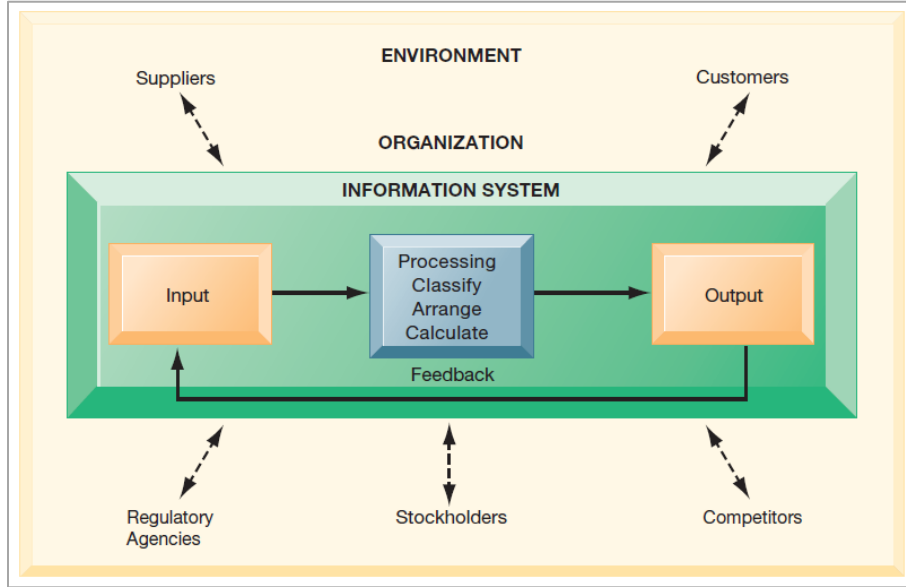 ENVIRONMENT
Suppliers
Customers
ORGANIZATION
INFORMATION SYSTEM
Input
Processing
Classify
Arrange
Calculate
Output
Feedback
Regulatory
Agencies
Stockholders
Competitors